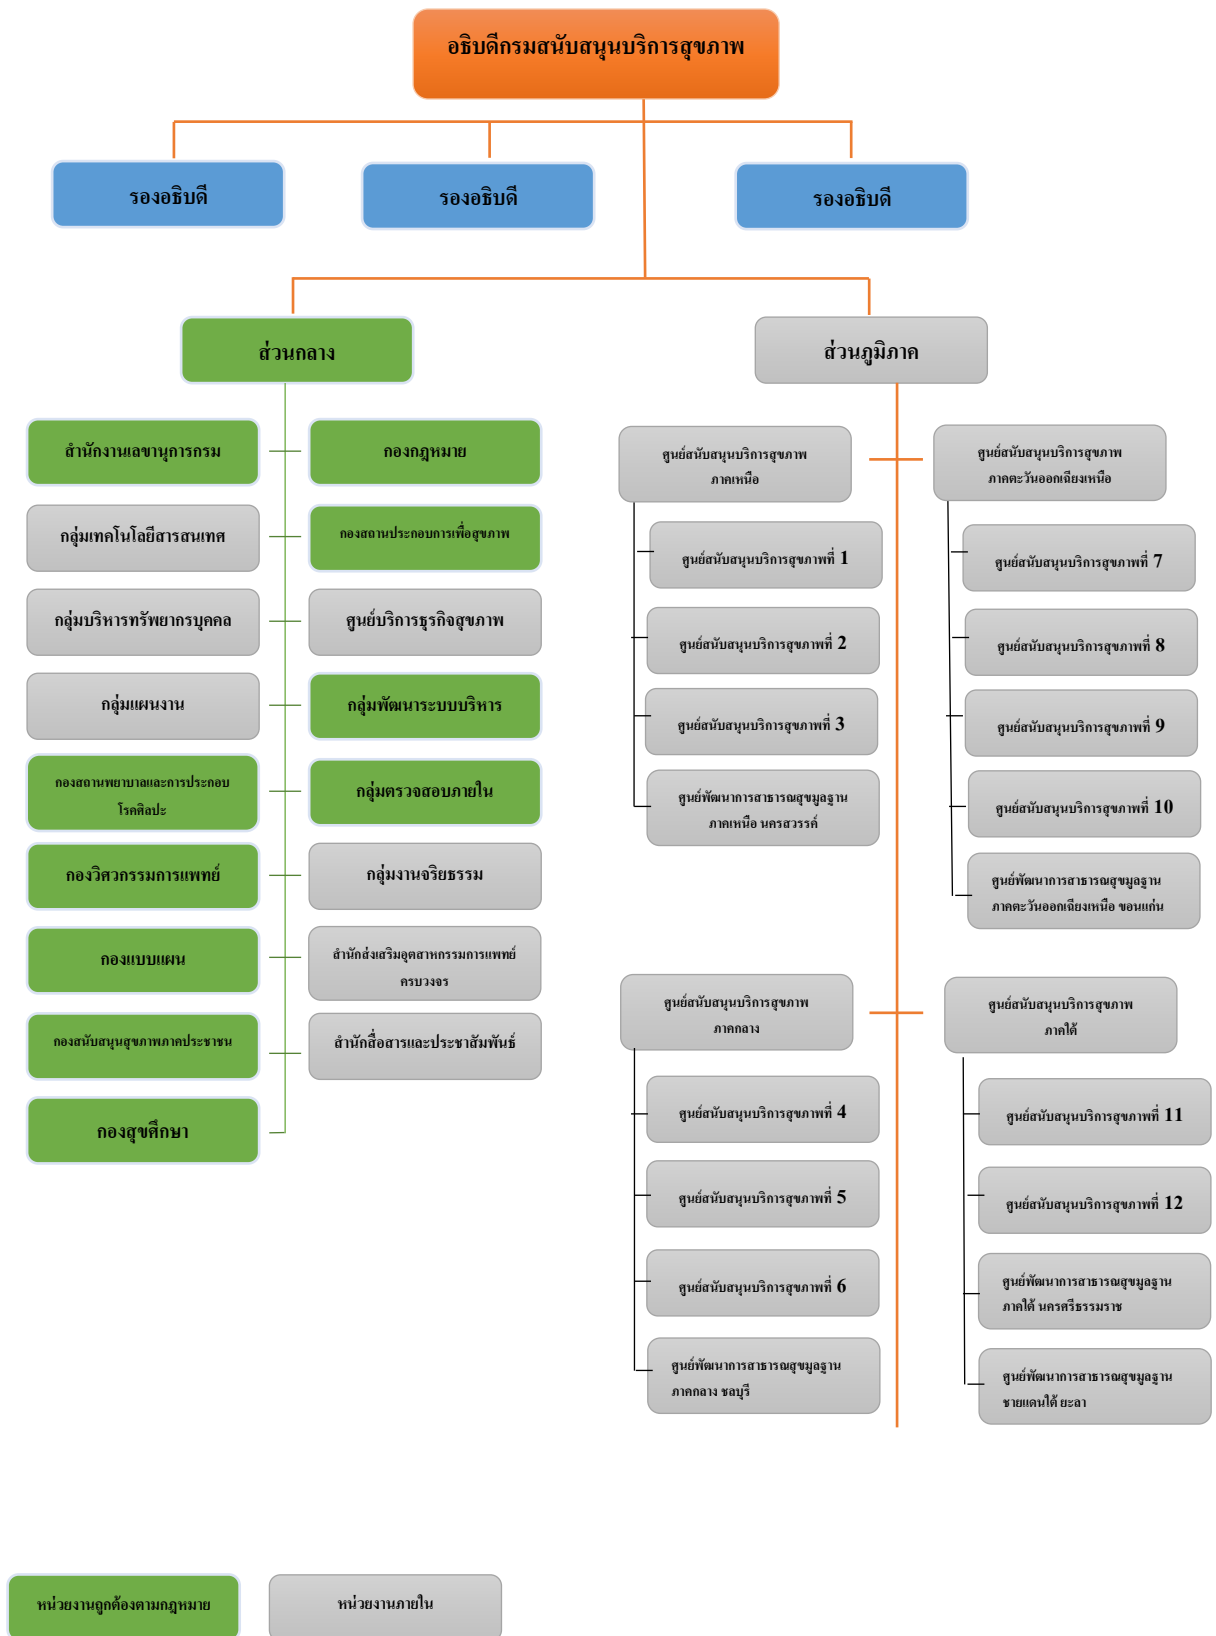 อธิบดีกรมสนับสนุนบริการสุขภาพ
รองอธิบดี
รองอธิบดี
รองอธิบดี
ส่วนกลาง
ส่วนภูมิภาค
สำนักงานเลขานุการกรม
กองกฎหมาย
กลุ่มเทคโนโลยีสารสนเทศ
กองสถานประกอบการเพื่อสุขภาพ
กลุ่มบริหารทรัพยากรบุคคล
ศูนย์บริการธุรกิจสุขภาพ
กลุ่มแผนงาน
กลุ่มพัฒนาระบบบริหาร
กองสถานพยาบาลและการประกอบ
โรคศิลปะ
กลุ่มตรวจสอบภายใน
กองวิศวกรรมการแพทย์
กลุ่มงานจริยธรรม
กองแบบแผน
สำนักส่งเสริมอุตสาหกรรมการแพทย์
ครบวงจร
กองสนับสนุนสุขภาพภาคประชาชน
สำนักสื่อสารและประชาสัมพันธ์
กองสุขศึกษา
ศูนย์สนับสนุนบริการสุขภาพ
ภาคเหนือ
ศูนย์สนับสนุนบริการสุขภาพที่ 1
ศูนย์สนับสนุนบริการสุขภาพที่ 2
ศูนย์สนับสนุนบริการสุขภาพที่ 3
ศูนย์พัฒนาการสาธารณสุขมูลฐาน
ภาคเหนือ นครสวรรค์
ศูนย์สนับสนุนบริการสุขภาพ
ภาคตะวันออกเฉียงเหนือ
ศูนย์สนับสนุนบริการสุขภาพที่ 7
ศูนย์สนับสนุนบริการสุขภาพที่ 8
ศูนย์สนับสนุนบริการสุขภาพที่ 9
ศูนย์สนับสนุนบริการสุขภาพที่ 10
ศูนย์พัฒนาการสาธารณสุขมูลฐาน
ภาคตะวันออกเฉียงเหนือ ขอนแก่น
ศูนย์สนับสนุนบริการสุขภาพ
ภาคกลาง
ศูนย์สนับสนุนบริการสุขภาพที่ 4
ศูนย์สนับสนุนบริการสุขภาพที่ 5
ศูนย์สนับสนุนบริการสุขภาพที่ 6
ศูนย์พัฒนาการสาธารณสุขมูลฐาน
ภาคกลาง ชลบุรี
ศูนย์สนับสนุนบริการสุขภาพ
ภาคใต้
ศูนย์สนับสนุนบริการสุขภาพที่ 11
ศูนย์สนับสนุนบริการสุขภาพที่ 12
ศูนย์พัฒนาการสาธารณสุขมูลฐาน
ภาคใต้ นครศรีธรรมราช
ศูนย์พัฒนาการสาธารณสุขมูลฐาน
ชายแดนใต้ ยะลา
หน่วยงานถูกต้องตามกฎหมาย
หน่วยงานภายใน